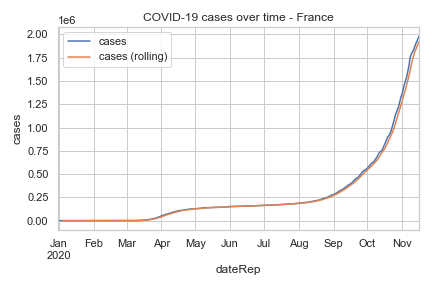 COVID-19 cases over time - France
1e6
cases
cases (rolling)
2.00
1.75
1.50
1.25
1.00
0.75
0.50
0.25
0.00
cases
Jan Feb Mar Apr May Jun Jul Aug Sep Oct Nov
2020
dateRep